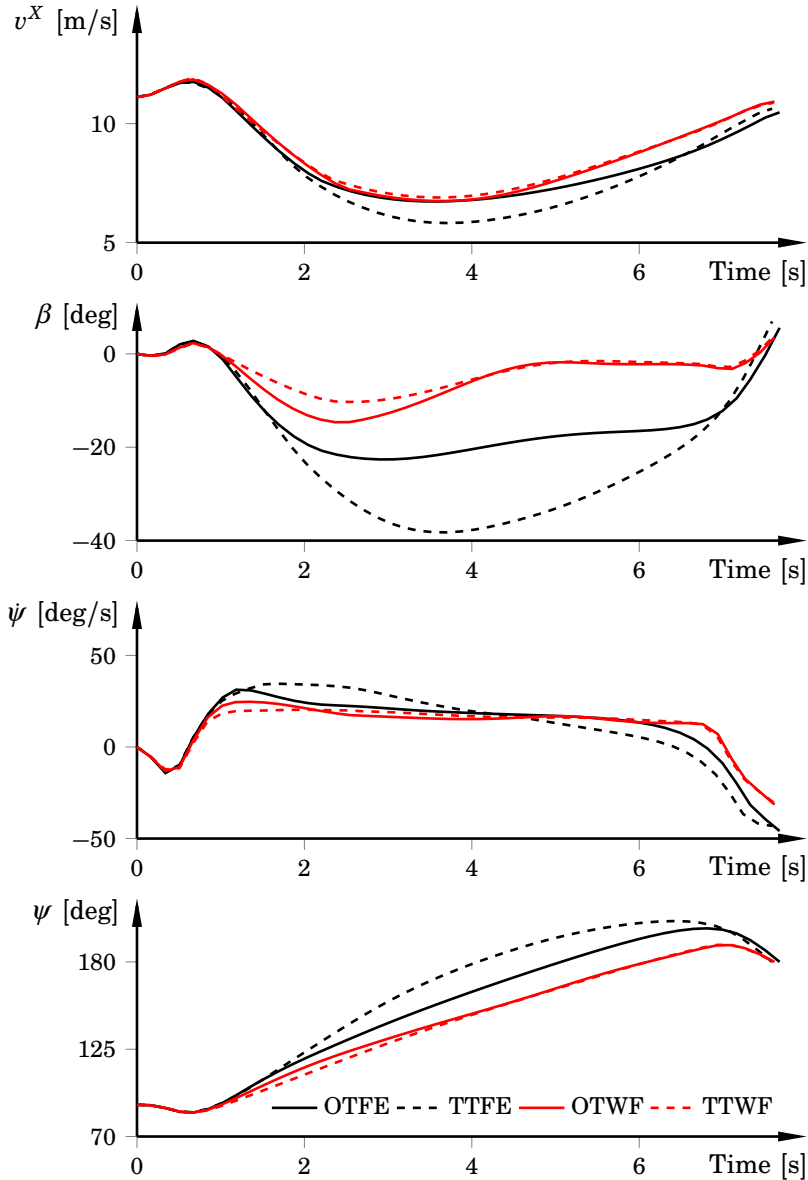 v^X [m/s]
10
5
0 2 4 6 Time [s]
β [deg]
0
−20
−40
0 2 4 6 Time [s]
ψ̇ [deg/s]
50
0
−50
0 2 4 6 Time [s]
ψ [deg]
180
125
OTFE TTFE OTWF TTWF
70
0 2 4 6 Time [s]